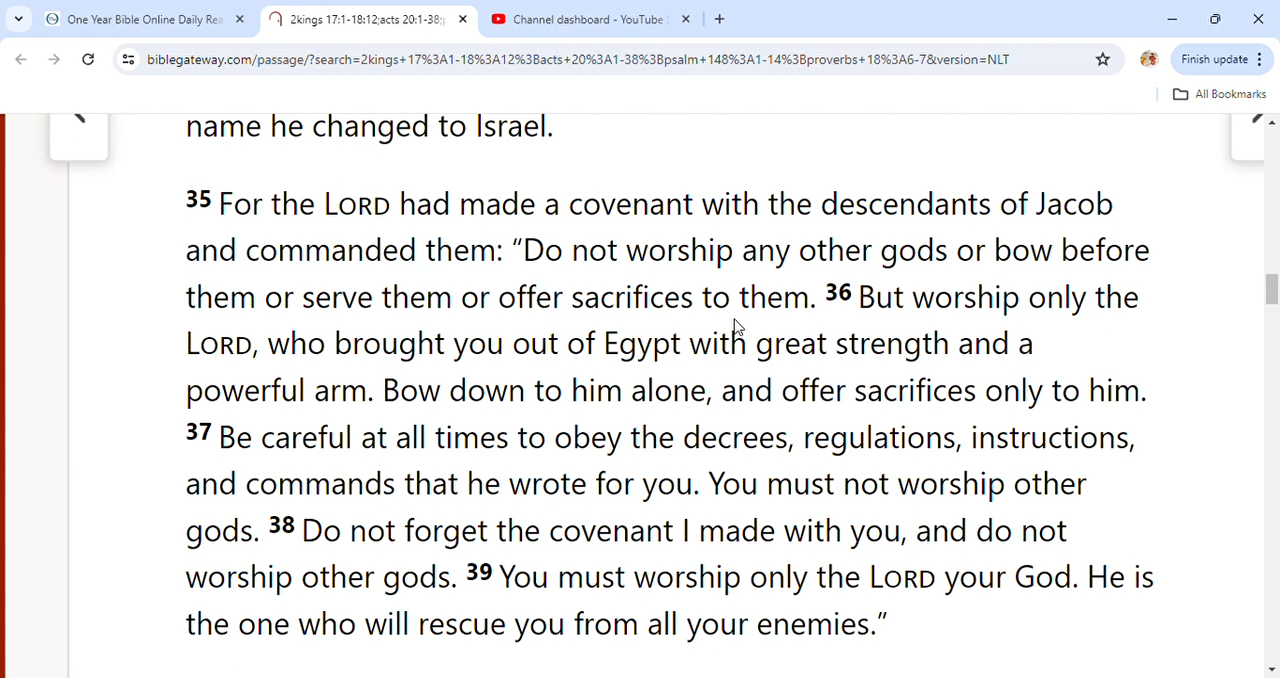 One Year Bible Online Daily Rea
2kings 17:1-18:12;acts 20:1-38;
Channel dashboard - YouTube S
biblegateway.com/passage/?search=2kings+17%3A1-18%3A12%3Bacts+20%3A1-38%3Bpsalm+148%3A1-14%3Bproverbs+18%3A6-7&version=NLT
Finish update
All Bookmarks
name he changed to Israel.
35 For the LORD had made a covenant with the descendants of Jacob
and commanded them: “Do not worship any other gods or bow before
them or serve them or offer sacrifices to them. 36 But worship only the
LORD, who brought you out of Egypt with great strength and a
powerful arm. Bow down to him alone, and offer sacrifices only to him.
37 Be careful at all times to obey the decrees, regulations, instructions,
and commands that he wrote for you. You must not worship other
gods. 38 Do not forget the covenant I made with you, and do not
worship other gods. 39 You must worship only the LORD your God. He is
the one who will rescue you from all your enemies.”